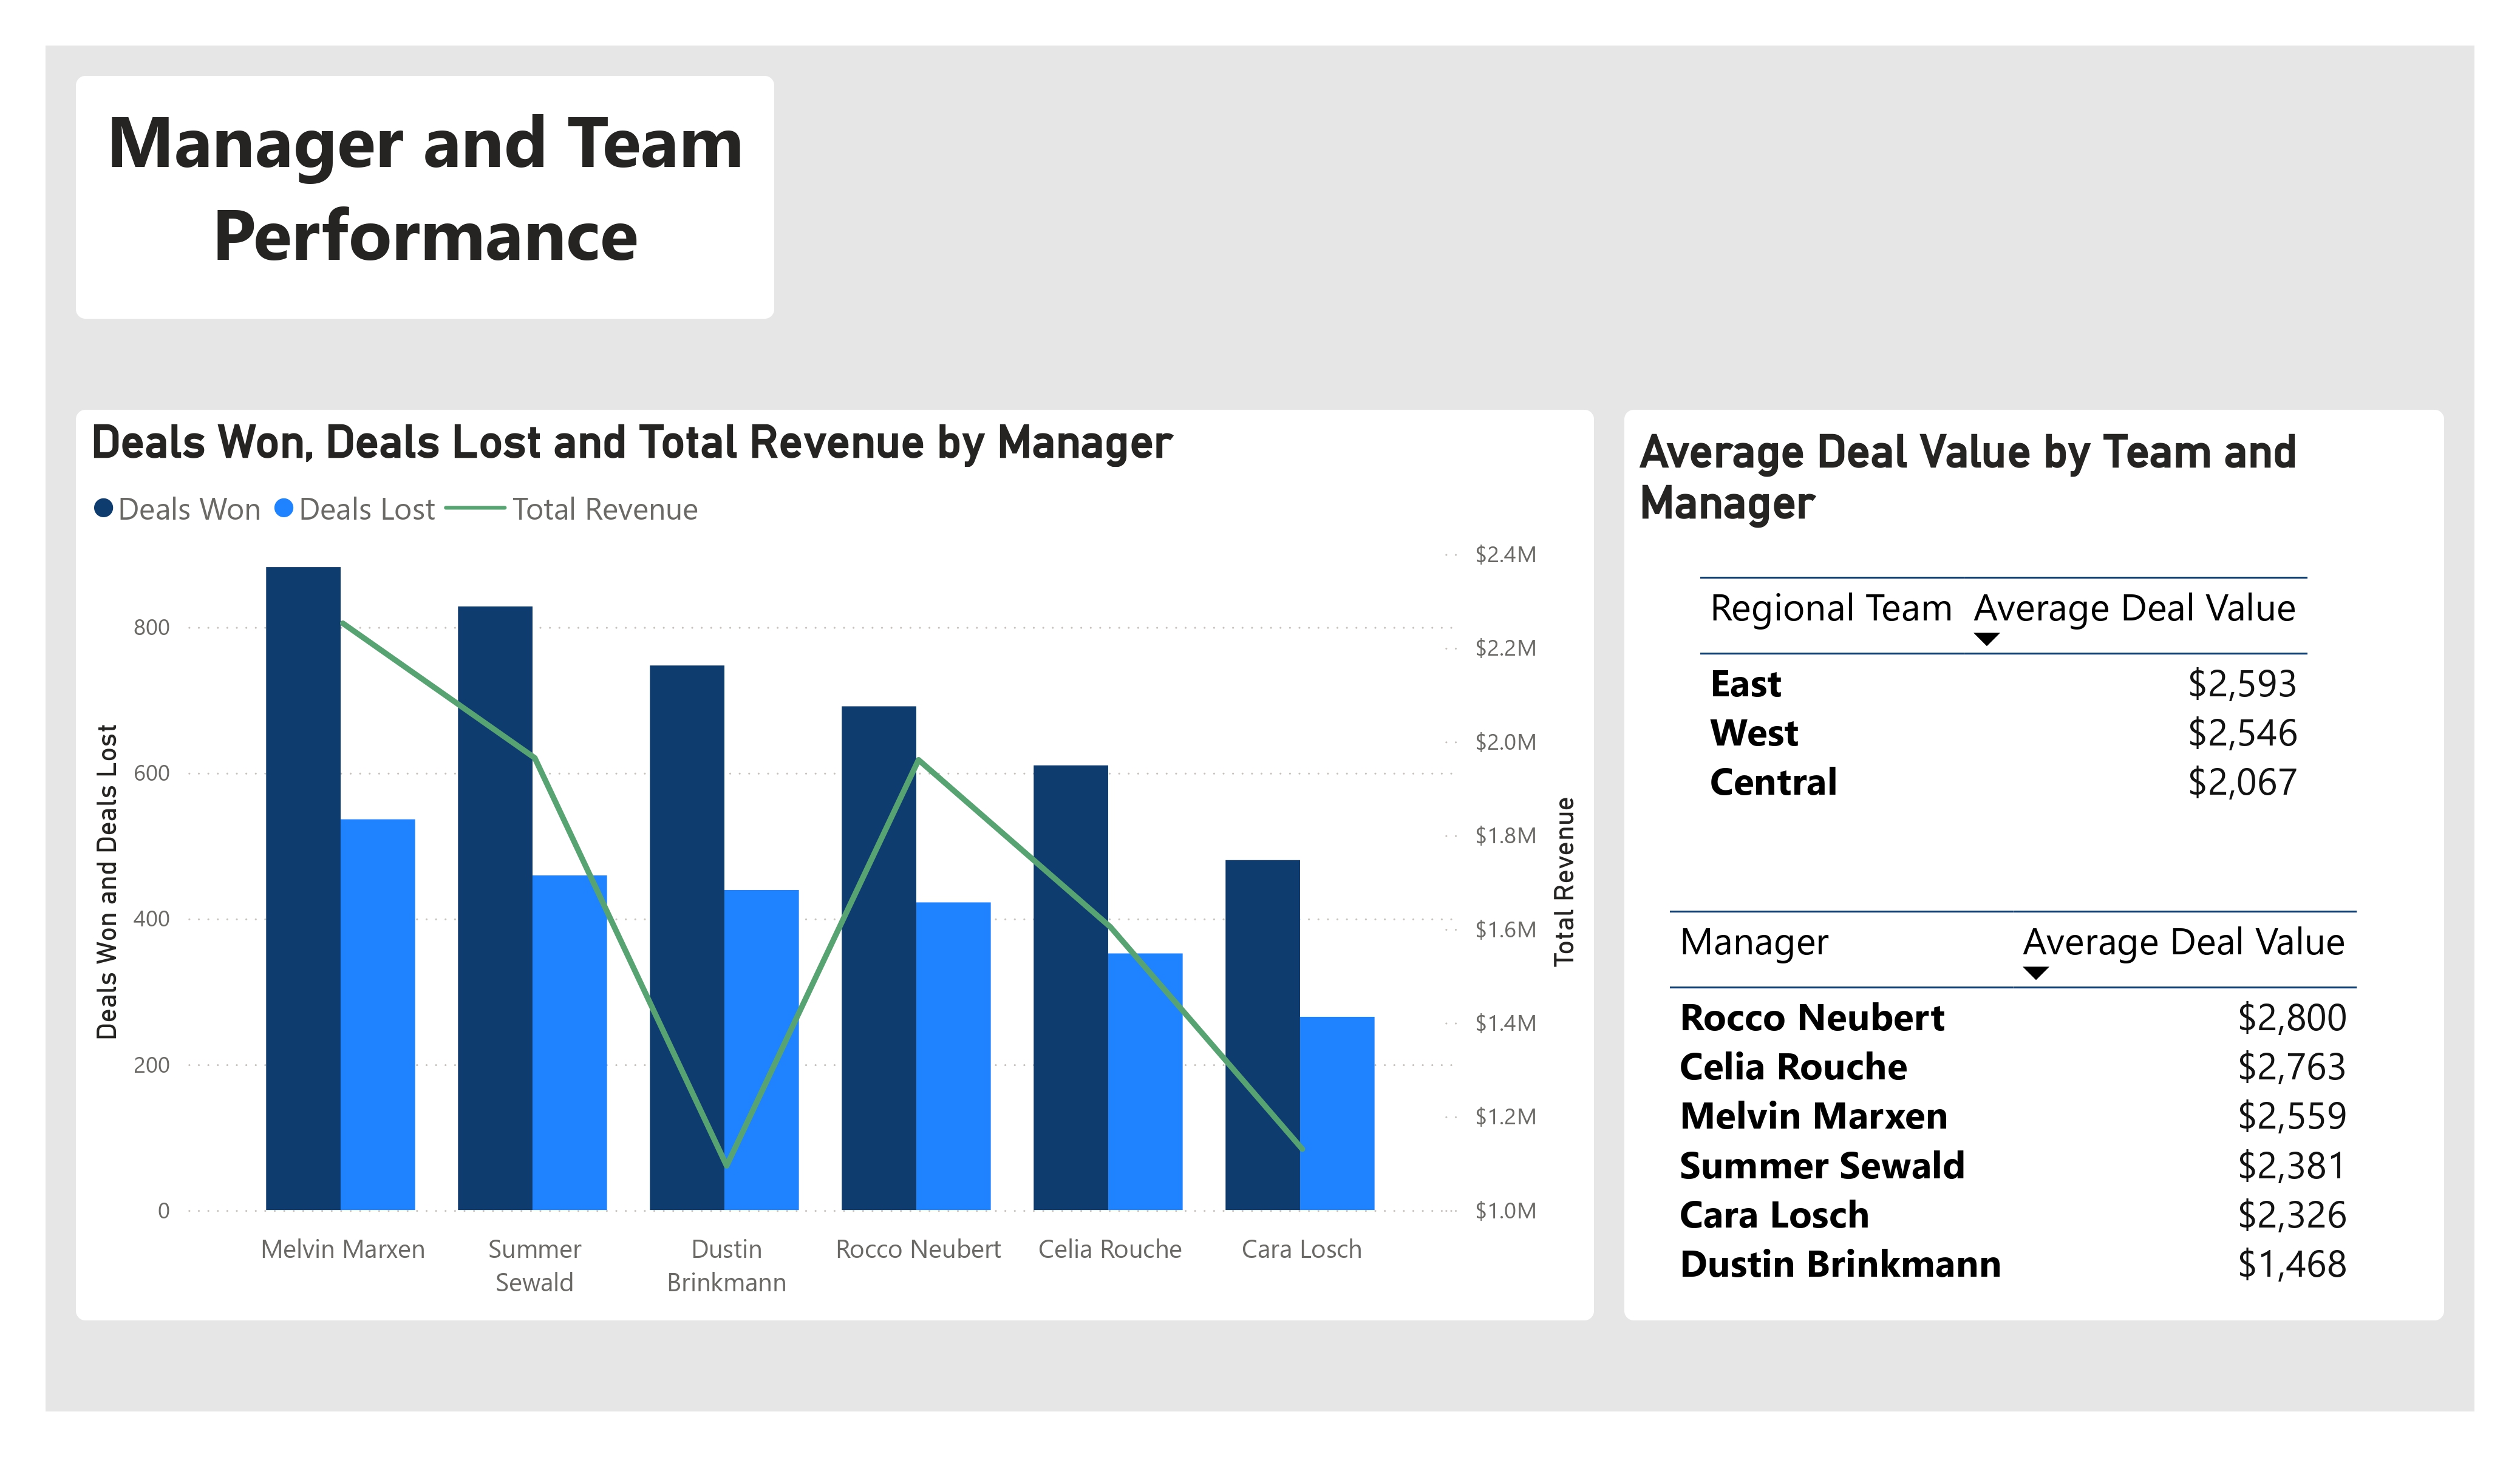 Manager and Team
Performance
Deals Won, Deals Lost and Total Revenue by Manager
Deals Won Deals Lost Total Revenue
Deals Won and Deals Lost
800
600
400
200
0
$2.4M
$2.2M
$2.0M
$1.8M
$1.6M
$1.4M
$1.2M
$1.0M
Total Revenue
Melvin Marxen
Summer
Sewald
Dustin
Brinkmann
Rocco Neubert
Celia Rouche
Cara Losch
Average Deal Value by Team and
Manager
Regional Team Average Deal Value
East $2,593
West $2,546
Central $2,067
Manager Average Deal Value
Rocco Neubert $2,800
Celia Rouche $2,763
Melvin Marxen $2,559
Summer Sewald $2,381
Cara Losch $2,326
Dustin Brinkmann $1,468